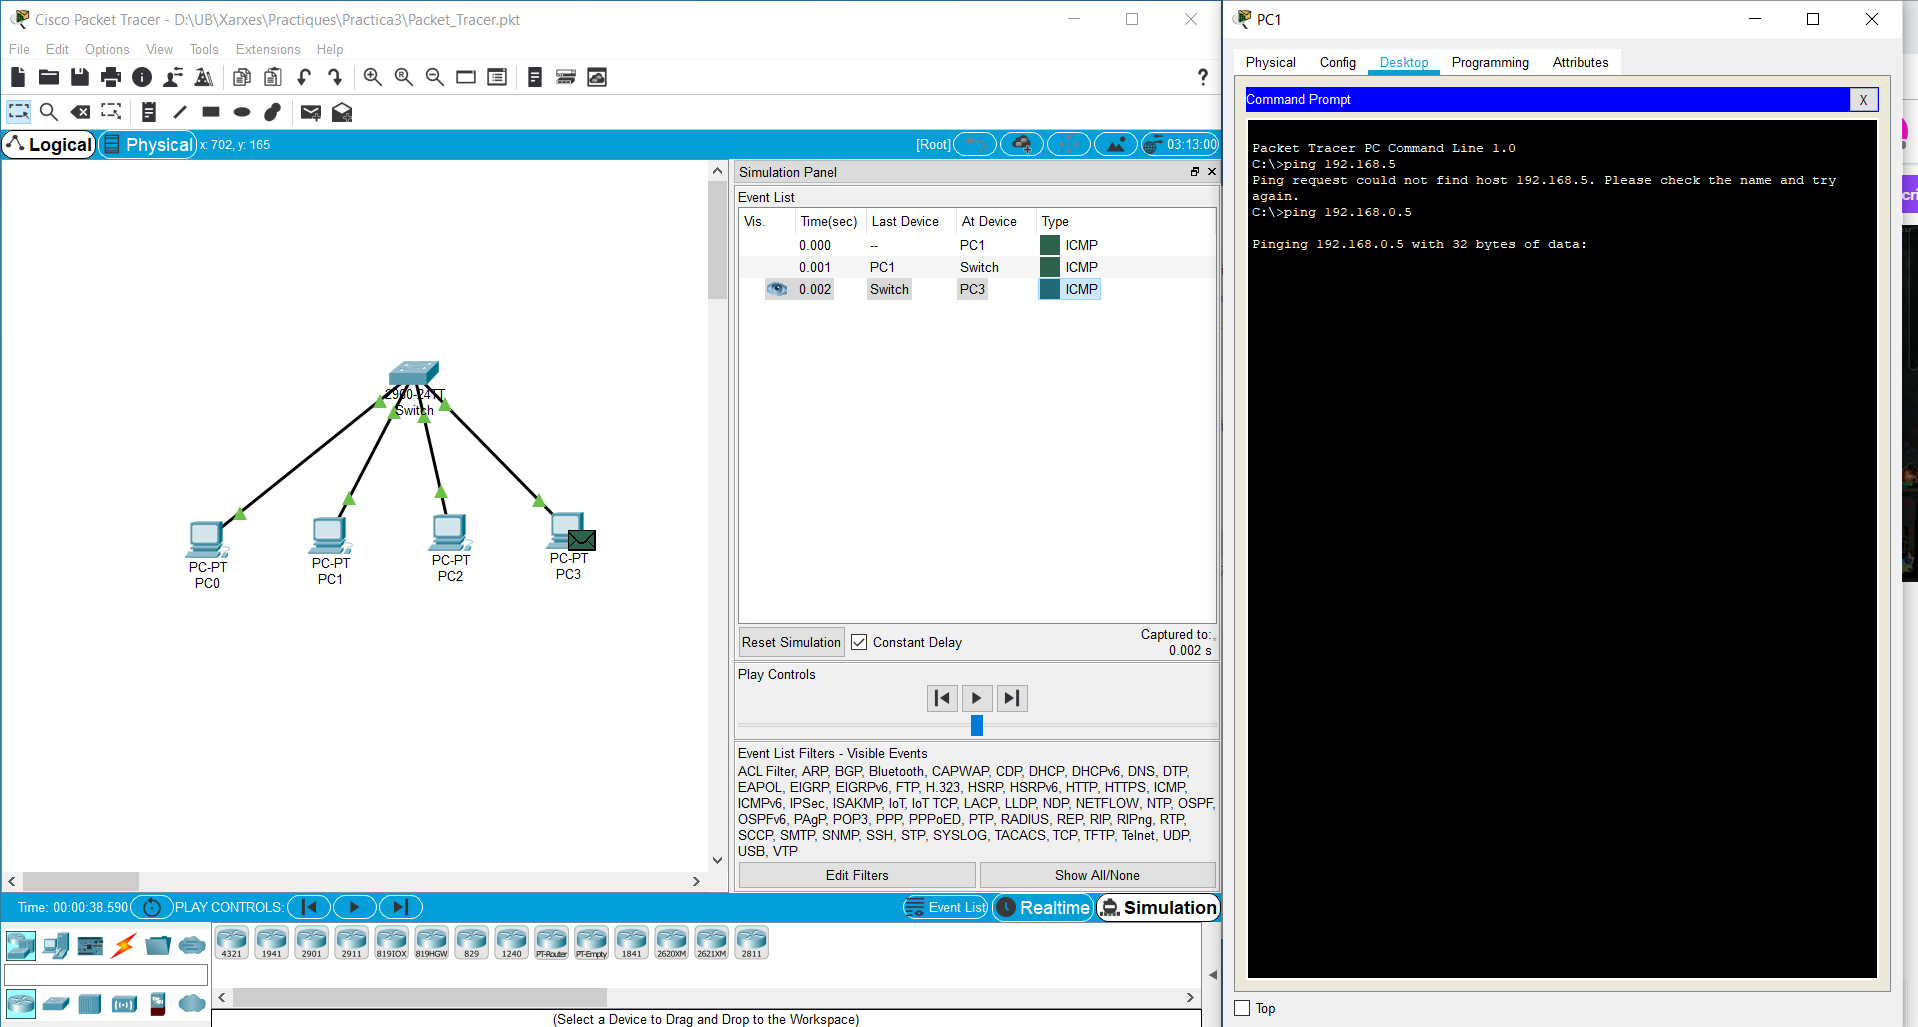 Cisco Packet Tracer - D:\UB\Xarxes\Practiques\Practica3\Packet_Tracer.pkt
File Edit Options View Tools Extensions Help
?
Logical Physical x: 702, y: 165 [Root] 03:13:00
2960-24TT
Switch
PC-PT
PC0
PC-PT
PC1
PC-PT
PC2
PC-PT
PC3
Simulation Panel
Event List
Vis. Time(sec) Last Device At Device Type
0.000 -- PC1 ICMP
0.001 PC1 Switch ICMP
0.002 Switch PC3 ICMP
Reset Simulation Constant Delay Captured to:
0.002 s
Play Controls
Event List Filters - Visible Events
ACL Filter, ARP, BGP, Bluetooth, CAPWAP, CDP, DHCP, DHCPv6, DNS, DTP,
EAPOL, EIGRP, EIGRPv6, FTP, H.323, HSRP, HSRPv6, HTTP, HTTPS, ICMP,
ICMPv6, IPSec, ISAKMP, IoT, IoT TCP, LACP, LLDP, NDP, NETFLOW, NTP, OSPF,
OSPFv6, PAgP, POP3, PPP, PPPoED, PTP, RADIUS, REP, RIP, RIPng, RTP,
SCCP, SMTP, SNMP, SSH, STP, SYSLOG, TACACS, TCP, TFTP, Telnet, UDP,
USB, VTP
Edit Filters Show All/None
Time: 00:00:38.590 PLAY CONTROLS: Event List Realtime Simulation
4321 1941 2901 2911 819IOX 819HGW 829 1240 PT-Router PT-Empty 1841 2620XM 2621XM 2811
(Select a Device to Drag and Drop to the Workspace)
PC1
Physical Config Desktop Programming Attributes
Command Prompt X
Packet Tracer PC Command Line 1.0
C:\>ping 192.168.5
Ping request could not find host 192.168.5. Please check the name and try
again.
C:\>ping 192.168.0.5
Pinging 192.168.0.5 with 32 bytes of data:
Top